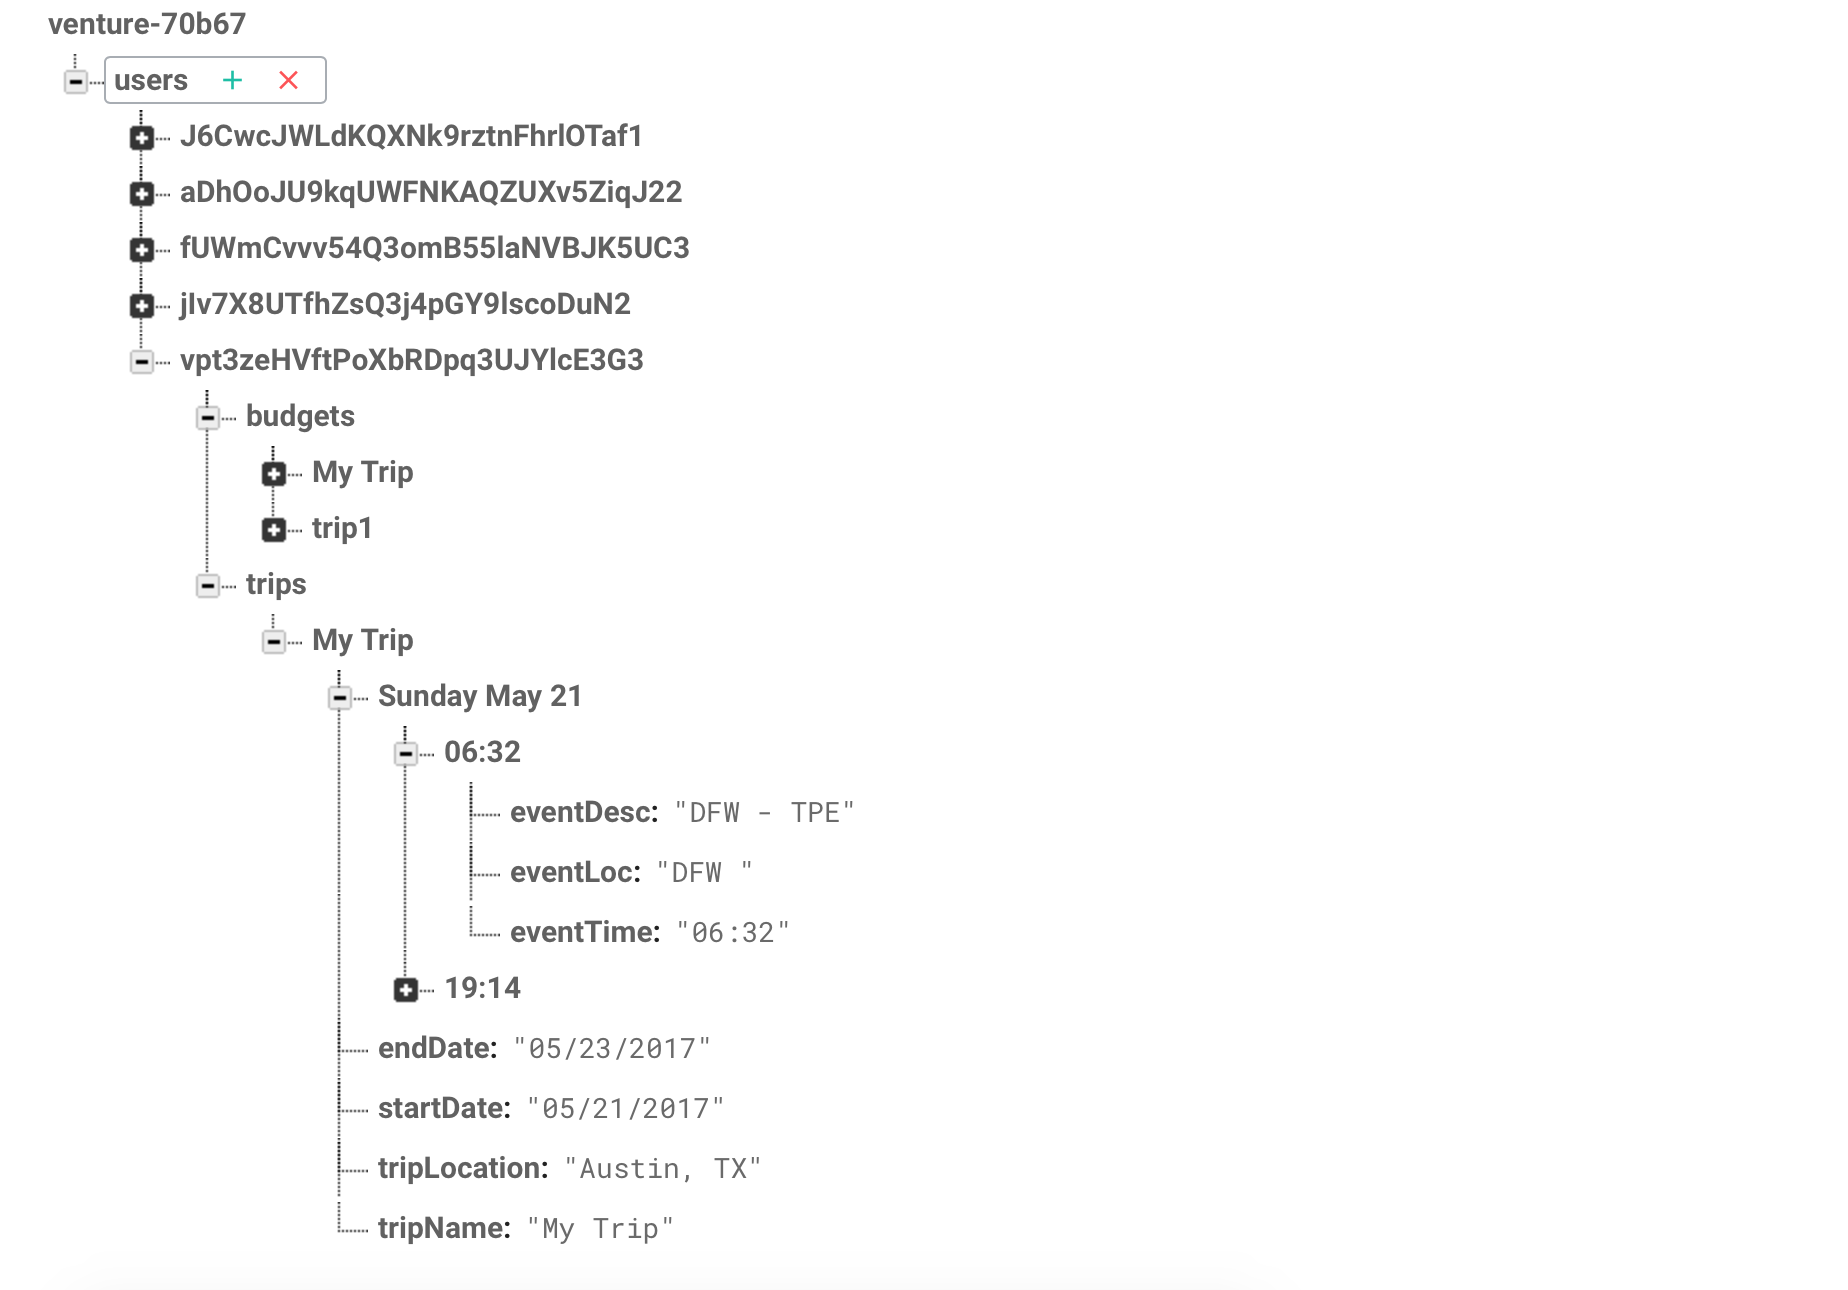 venture-70b67
users
J6CwcJWLdKQXNk9rztnFhrlOTaf1
aDhOoJU9kqUWFNKAQZUXv5ZiqJ22
fUWmCvvv54Q3omB55laNVBJK5UC3
jIv7X8UTfhZsQ3j4pGY9lscoDuN2
vpt3zeHVftPoXbRDpq3UJYlcE3G3
budgets
My Trip
trip1
trips
My Trip
Sunday May 21
06:32
eventDesc: "DFW - TPE"
eventLoc: "DFW "
eventTime: "06:32"
19:14
endDate: "05/23/2017"
startDate: "05/21/2017"
tripLocation: "Austin, TX"
tripName: "My Trip"